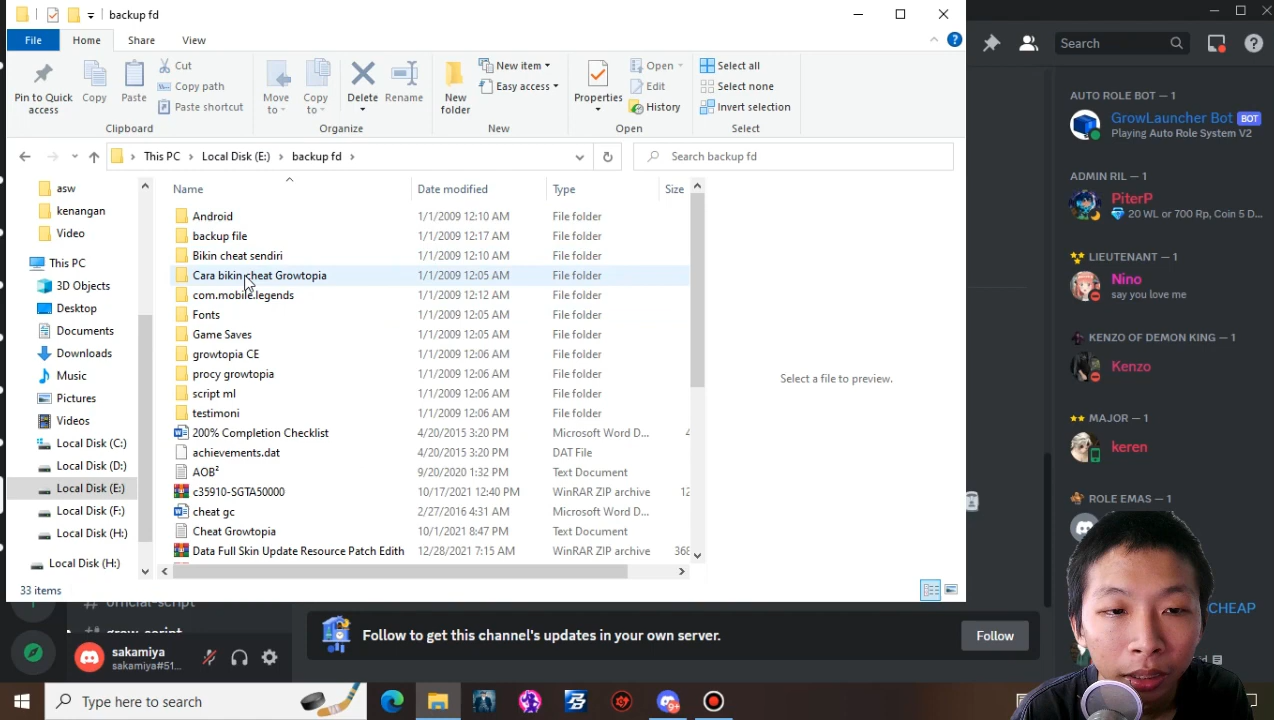 backup fd
File Home Share View
Pin to Quick access
Copy
Paste
Cut
Copy path
Paste shortcut
Clipboard
Move to
Copy to
Delete
Rename
Organize
New folder
New item
Easy access
New
Properties
Open
Edit
History
Open
Select all
Select none
Invert selection
Select
This PC > Local Disk (E:) > backup fd >
Search backup fd
asw
kenangan
Video
This PC
3D Objects
Desktop
Documents
Downloads
Music
Pictures
Videos
Local Disk (C:)
Local Disk (D:)
Local Disk (E:)
Local Disk (F:)
Local Disk (H:)
Local Disk (H:)
Name Date modified Type Size
Android 1/1/2009 12:10 AM File folder
backup file 1/1/2009 12:17 AM File folder
Bikin cheat sendiri 1/1/2009 12:10 AM File folder
Cara bikin cheat Growtopia 1/1/2009 12:05 AM File folder
com.mobile.legends 1/1/2009 12:12 AM File folder
Fonts 1/1/2009 12:05 AM File folder
Game Saves 1/1/2009 12:05 AM File folder
growtopia CE 1/1/2009 12:06 AM File folder
procy growtopia 1/1/2009 12:06 AM File folder
script ml 1/1/2009 12:06 AM File folder
testimoni 1/1/2009 12:06 AM File folder
200% Completion Checklist 4/20/2015 3:20 PM Microsoft Word D...
achievements.dat 4/20/2015 3:20 PM DAT File
AOB² 9/20/2020 1:32 PM Text Document
c35910-SGTA50000 10/17/2021 12:40 PM WinRAR ZIP archive 12
cheat gc 2/27/2016 4:31 AM Microsoft Word D...
Cheat Growtopia 10/1/2021 8:47 PM Text Document
Data Full Skin Update Resource Patch Edith 12/28/2021 7:15 AM WinRAR ZIP archive 368
Select a file to preview.
33 items
Search
AUTO ROLE BOT — 1
GrowLauncher Bot BOT
Playing Auto Role System V2
ADMIN RIL — 1
PiterP
20 WL or 700 Rp, Coin 5 D...
LIEUTENANT — 1
Nino
say you love me
KENZO OF DEMON KING — 1
Kenzo
MAJOR — 1
keren
ROLE EMAS — 1
CHEAP
official-script
grow-script
Follow to get this channel's updates in your own server.
Follow
sakamiya
sakamiya#51...
Type here to search
9+